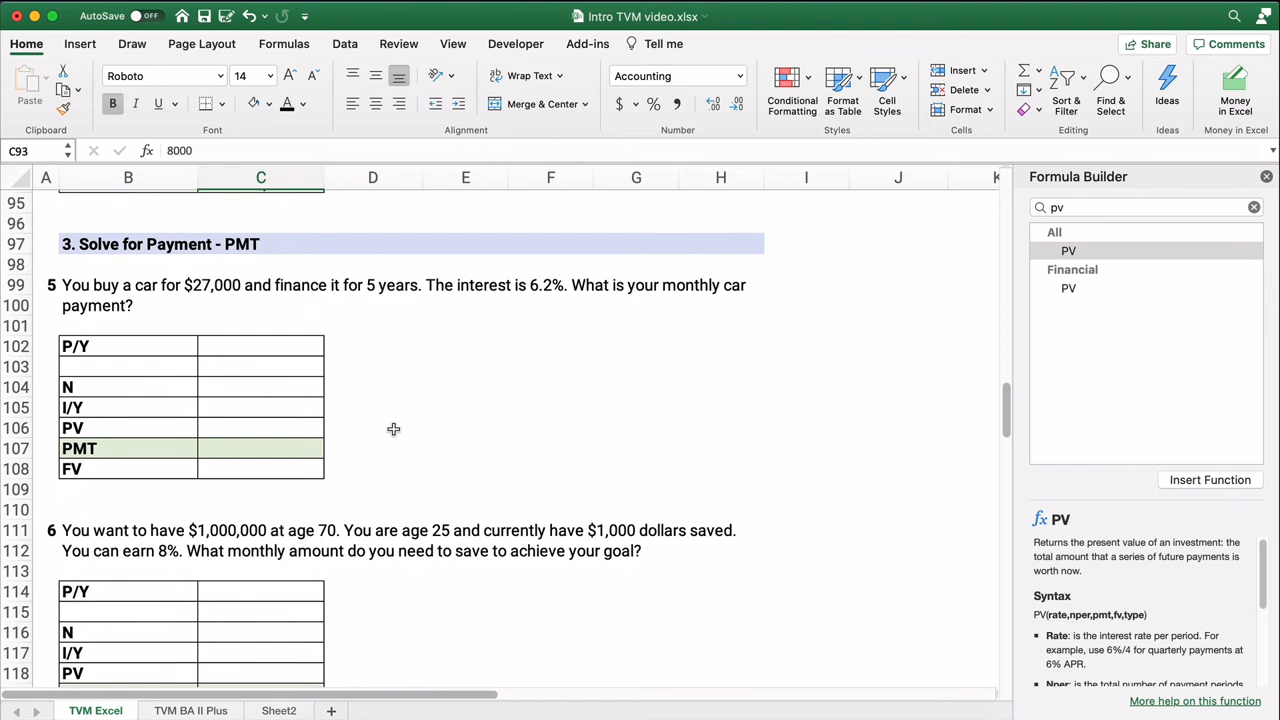 AutoSave OFF
Intro TVM video.xlsx
Home Insert Draw Page Layout Formulas Data Review View Developer Add-ins Tell me Share Comments
Paste
Roboto 14
B I U A
Wrap Text
Merge & Center
Accounting
$ %
Conditional Formatting
Format as Table
Cell Styles
Insert
Delete
Format
Sort & Filter
Find & Select
Ideas
Money in Excel
Clipboard Font Alignment Number Styles Cells Editing Ideas Money in Excel
C93 fx 8000
A B C D E F G H I J K
95
96
97 3. Solve for Payment - PMT
98
99 5 You buy a car for $27,000 and finance it for 5 years. The interest is 6.2%. What is your monthly car
100 payment?
101
102 P/Y
103
104 N
105 I/Y
106 PV
107 PMT
108 FV
109
110
111 6 You want to have $1,000,000 at age 70. You are age 25 and currently have $1,000 dollars saved.
112 You can earn 8%. What monthly amount do you need to save to achieve your goal?
113
114 P/Y
115
116 N
117 I/Y
118 PV
TVM Excel TVM BA II Plus Sheet2 +
Formula Builder
pv
All
PV
Financial
PV
Insert Function
fx PV
Returns the present value of an investment: the
total amount that a series of future payments is
worth now.
Syntax
PV(rate,nper,pmt,fv,type)
Rate: is the interest rate per period. For
example, use 6%/4 for quarterly payments at
6% APR.
Nper: is the total number of payment periods
More help on this function